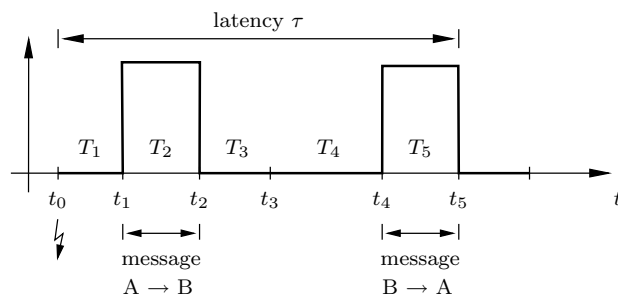 latency τ
T₁ T₂ T₃ T₄ T₅
t₀ t₁ t₂ t₃ t₄ t₅ t
message message
A → B B → A